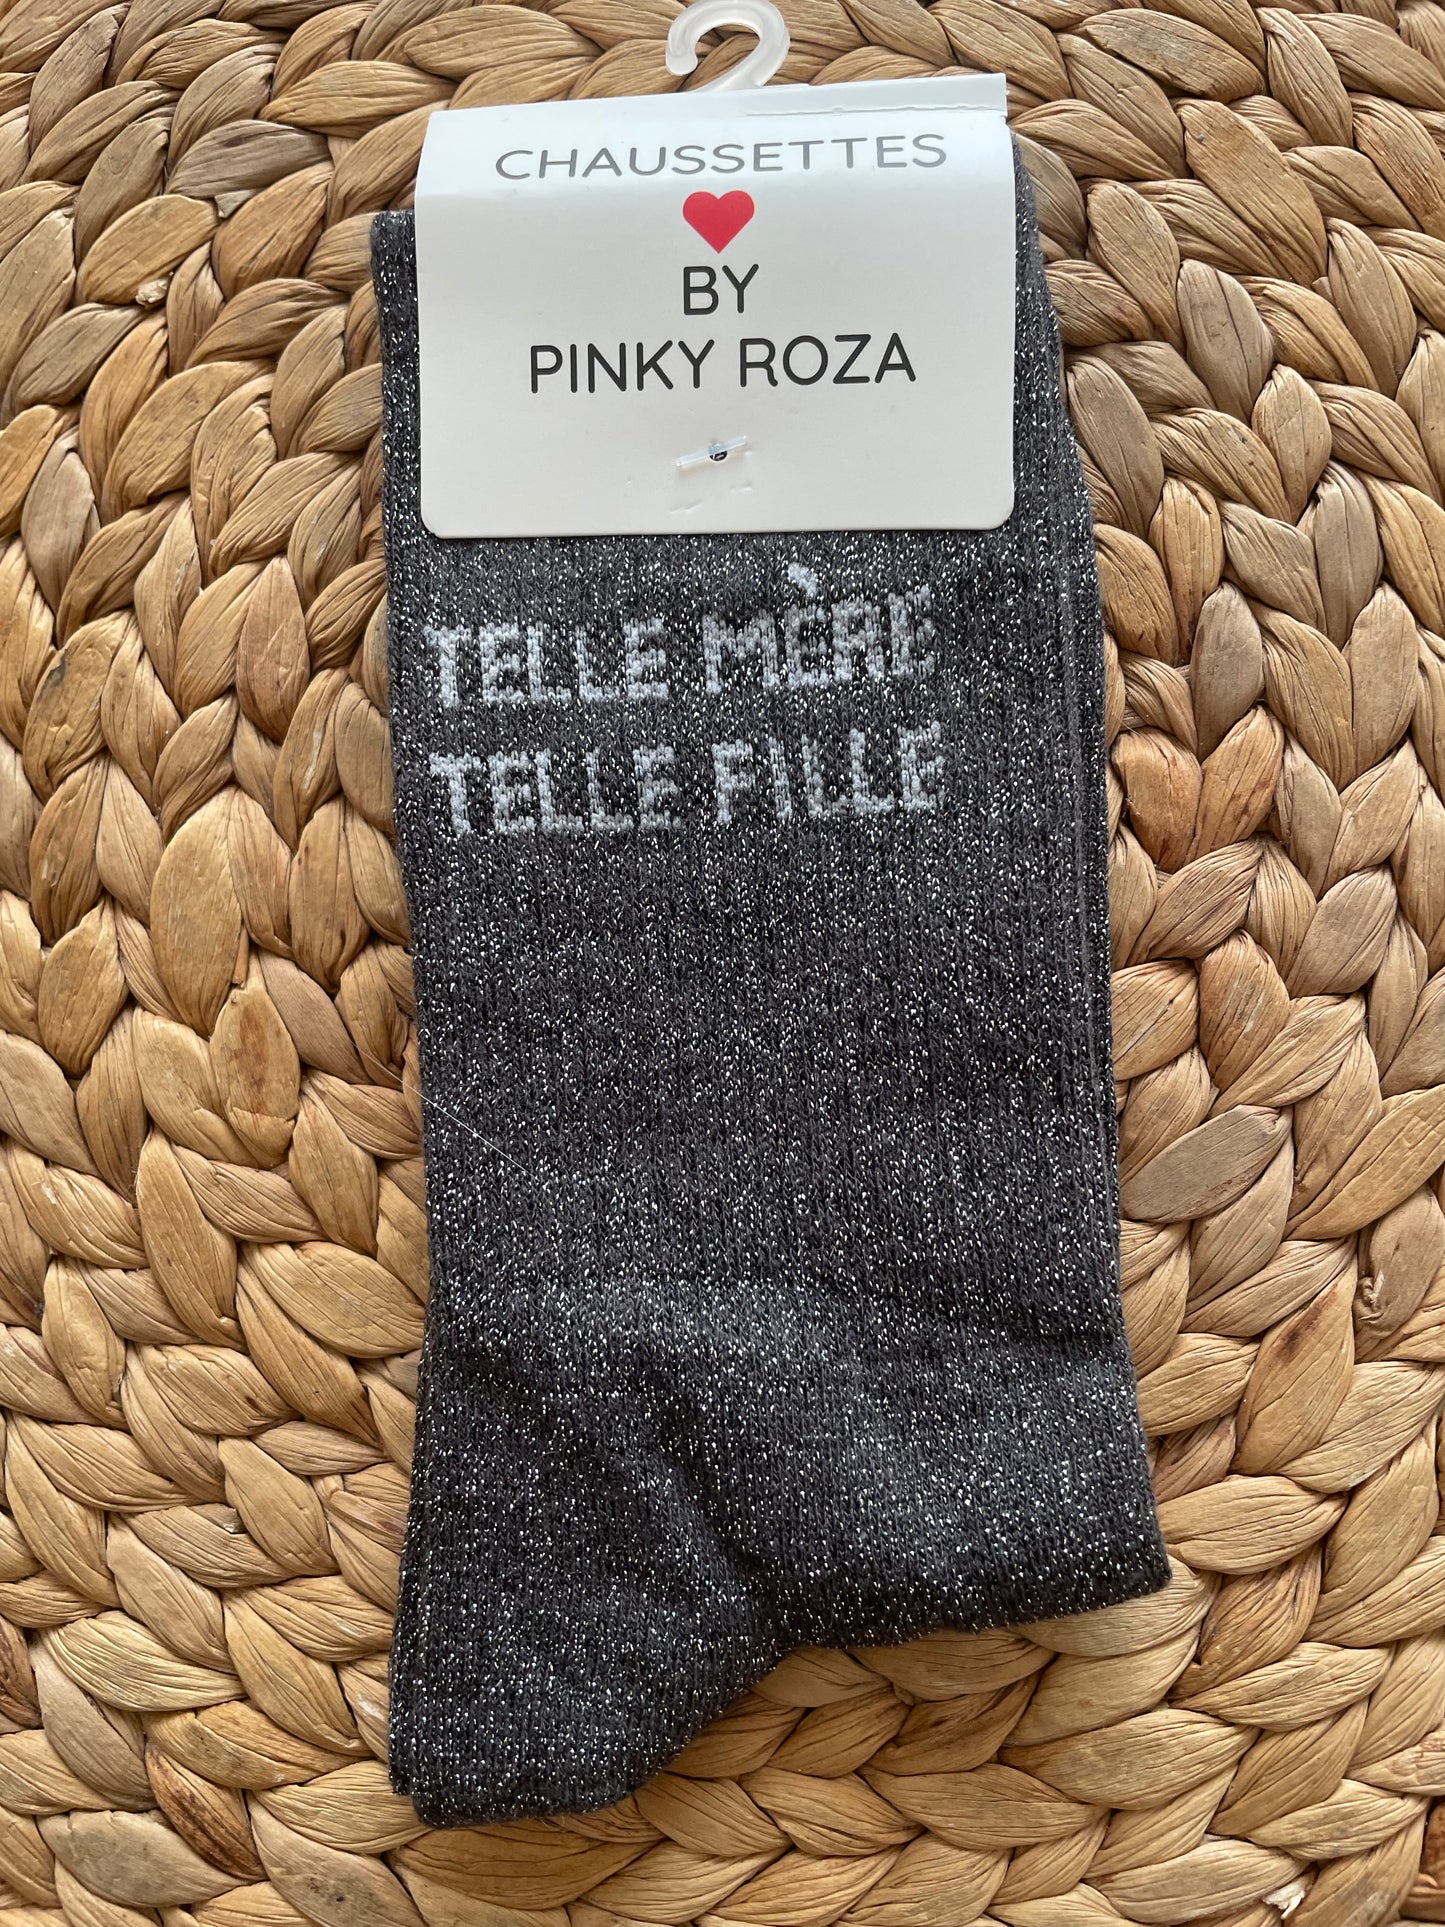 CHAUSSETTES
BY
PINKY ROZA
TELLE MÈRE
TELLE FILLE